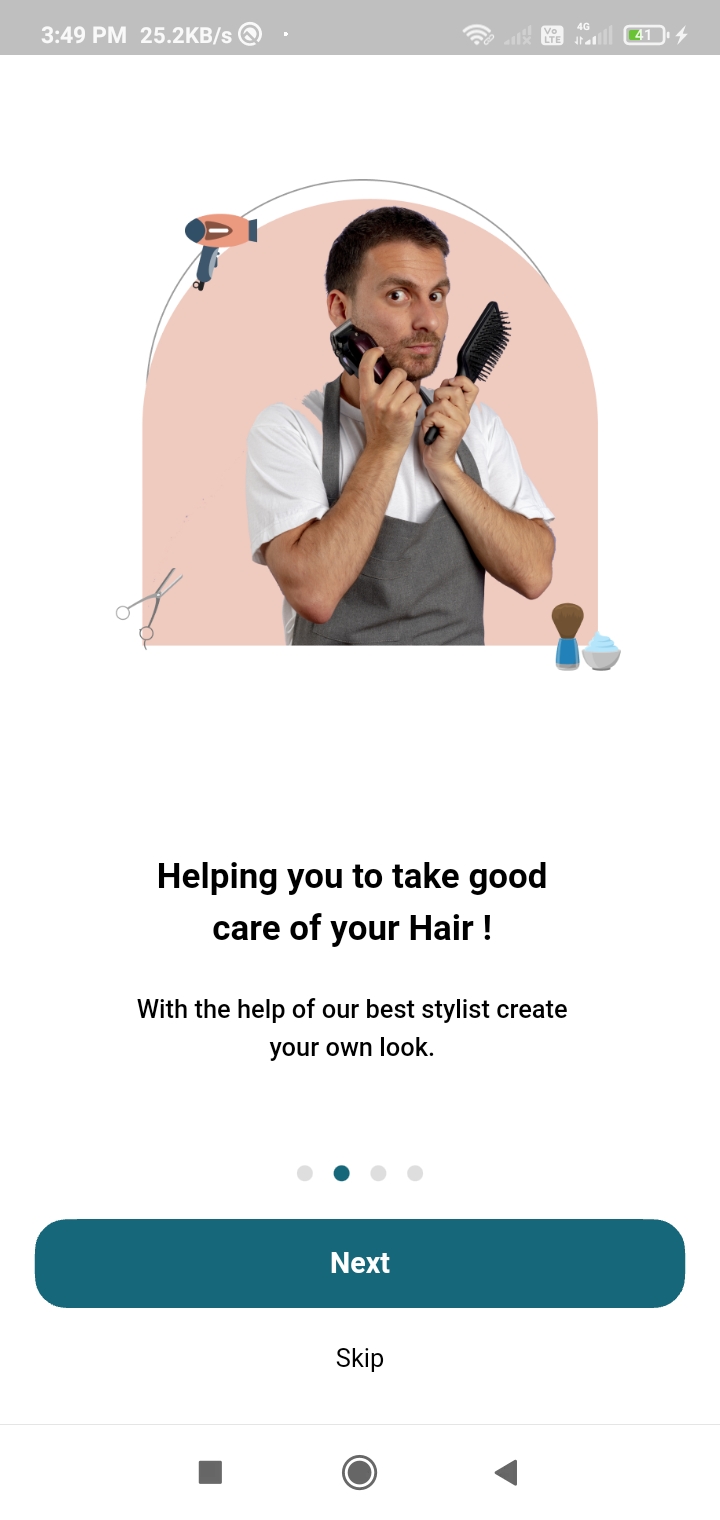 3:49 PM 25.2KB/s
Vo LTE
4G
41
Helping you to take good
care of your Hair !
With the help of our best stylist create
your own look.
Next
Skip